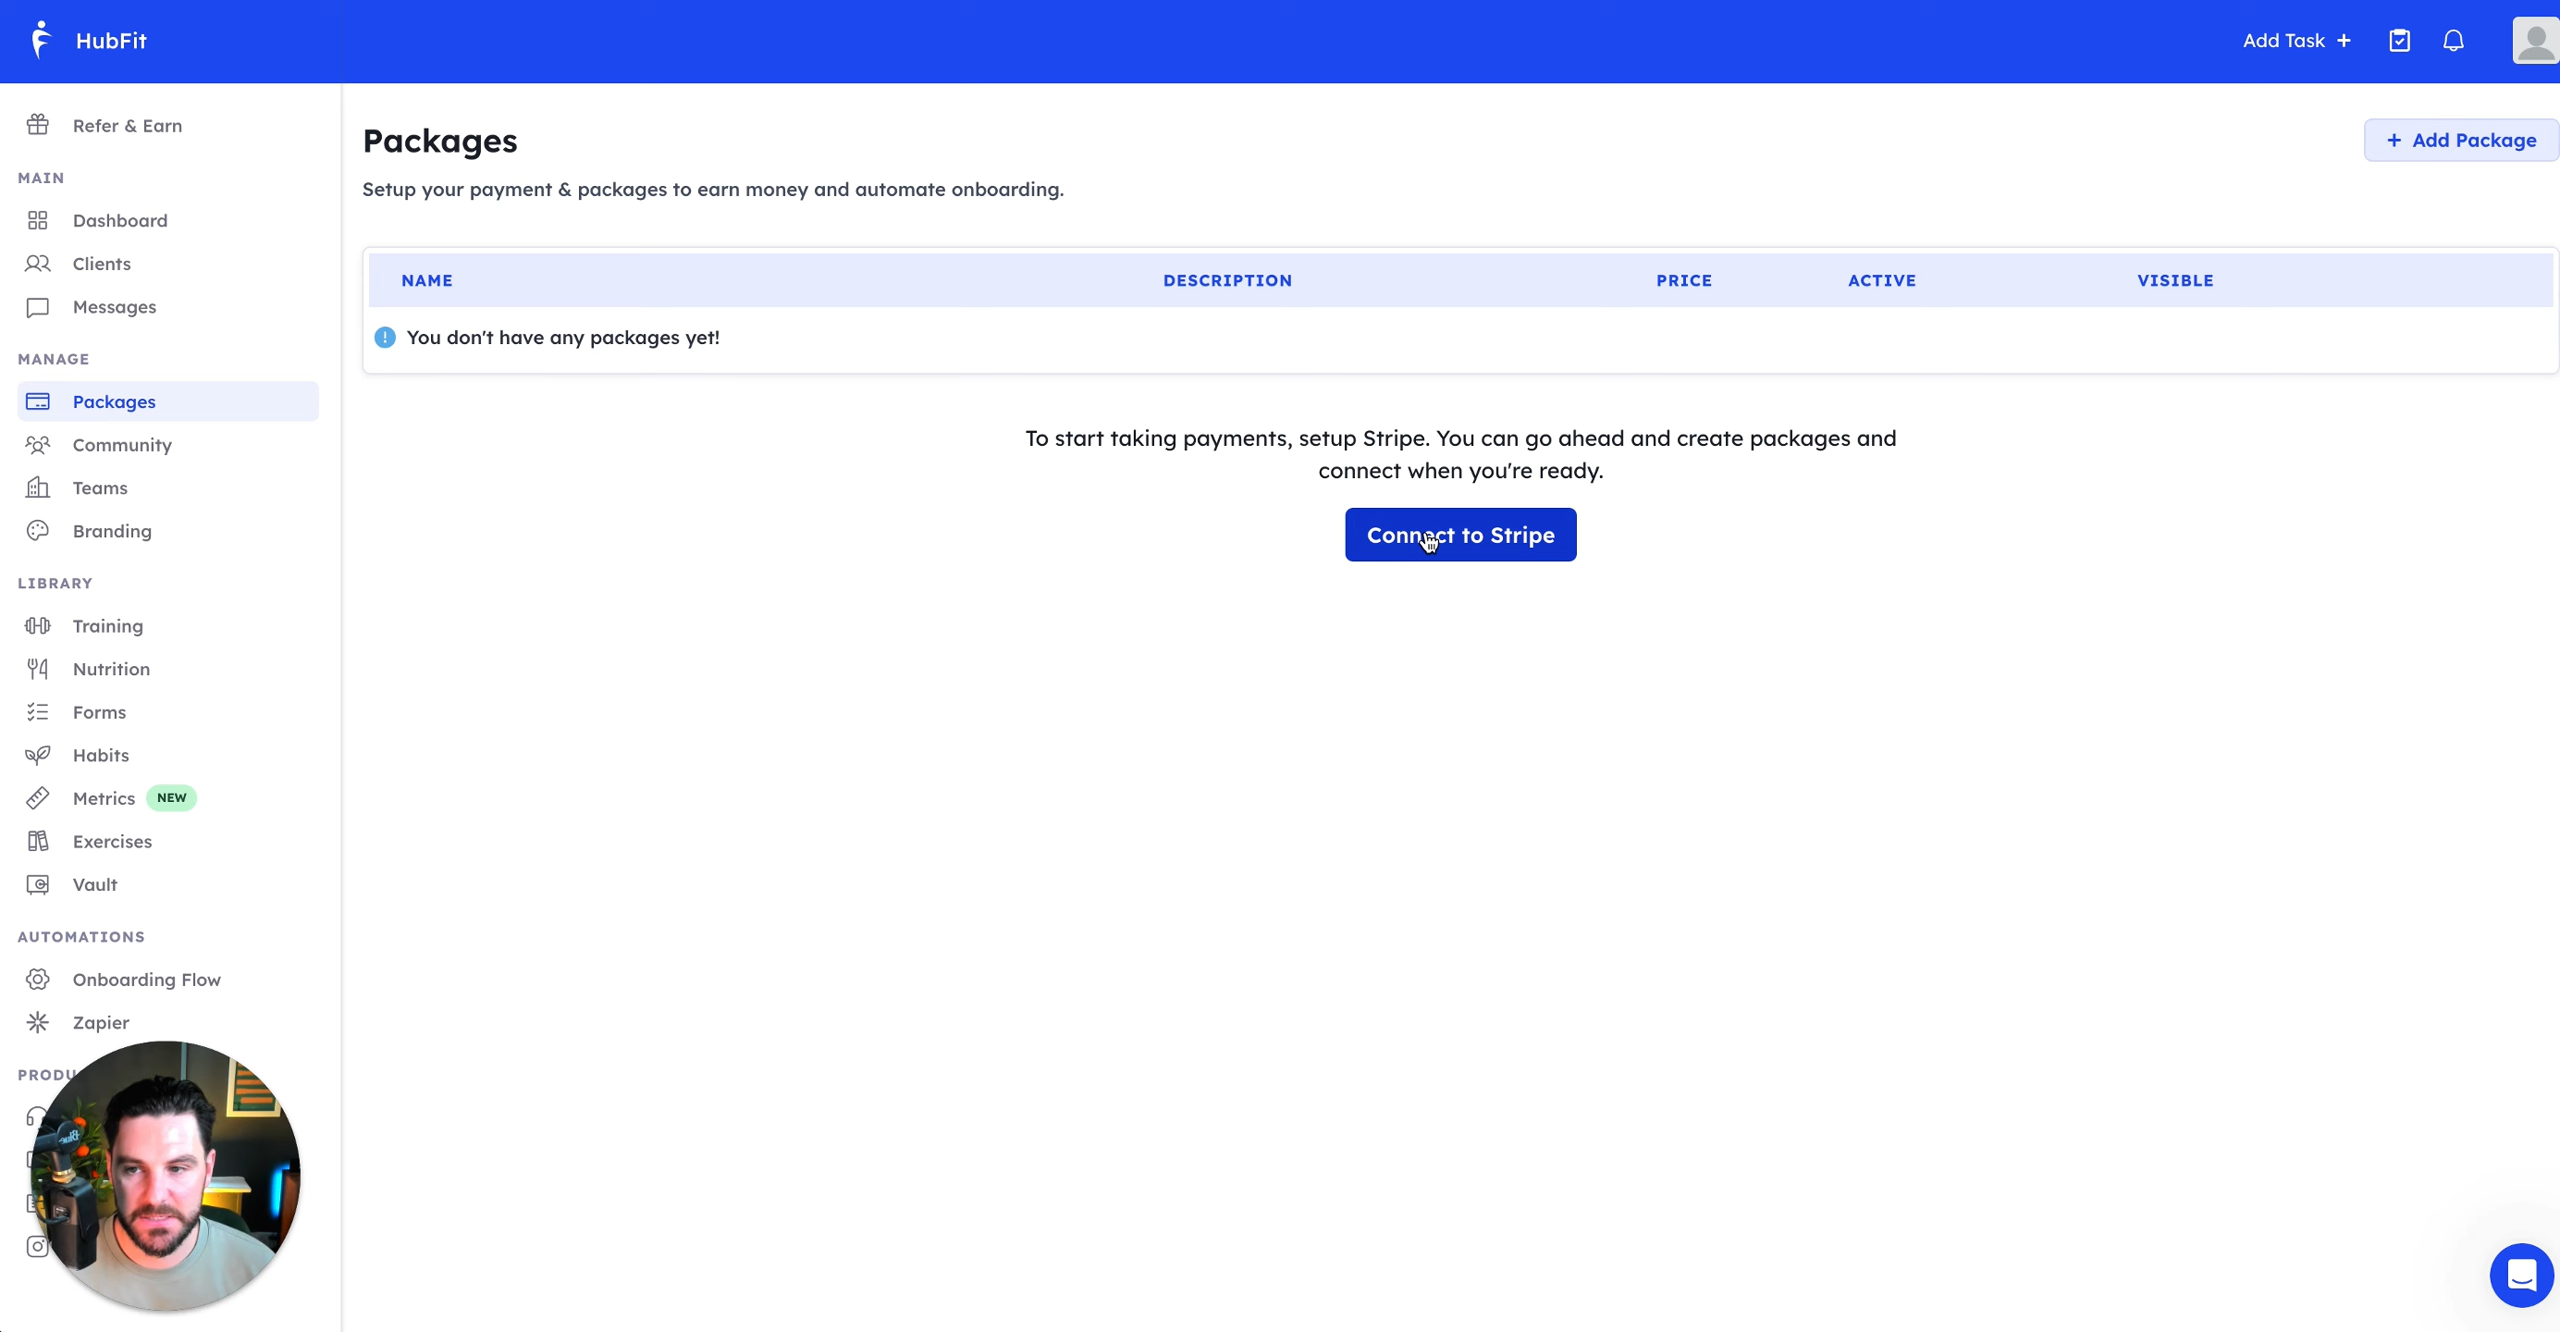 HubFit
Add Task +
Refer & Earn
MAIN
Dashboard
Clients
Messages
MANAGE
Packages
Community
Teams
Branding
LIBRARY
Training
Nutrition
Forms
Habits
Metrics NEW
Exercises
Vault
AUTOMATIONS
Onboarding Flow
Zapier
Packages
+ Add Package
Setup your payment & packages to earn money and automate onboarding.
NAME DESCRIPTION PRICE ACTIVE VISIBLE
You don't have any packages yet!
To start taking payments, setup Stripe. You can go ahead and create packages and
connect when you're ready.
Connect to Stripe